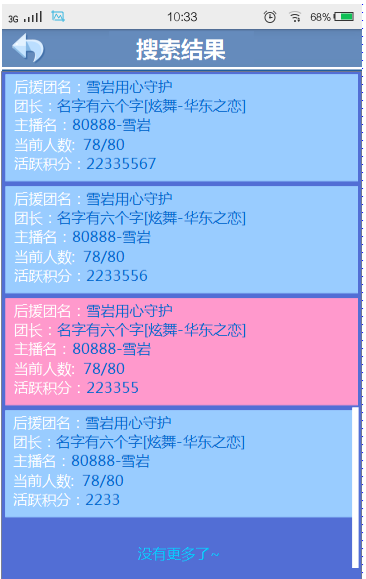 3G 10:33 68%
搜索结果
后援团名：雪岩用心守护
团长：名字有六个字[炫舞-华东之恋]
主播名：80888-雪岩
当前人数: 78/80
活跃积分：22335567
后援团名：雪岩用心守护
团长：名字有六个字[炫舞-华东之恋]
主播名：80888-雪岩
当前人数: 78/80
活跃积分：2233556
后援团名：雪岩用心守护
团长：名字有六个字[炫舞-华东之恋]
主播名：80888-雪岩
当前人数: 78/80
活跃积分：223355
后援团名：雪岩用心守护
团长：名字有六个字[炫舞-华东之恋]
主播名：80888-雪岩
当前人数: 78/80
活跃积分：2233
没有更多了~